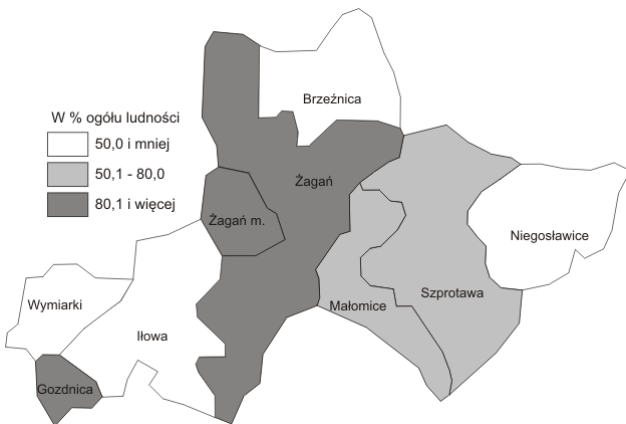 Brzeźnica
W % ogółu ludności
50,0 i mniej
50,1 - 80,0
80,1 i więcej
Żagań
Żagań m.
Niegosławice
Wymiarki
Iłowa
Małomice
Szprotawa
Gozdnica